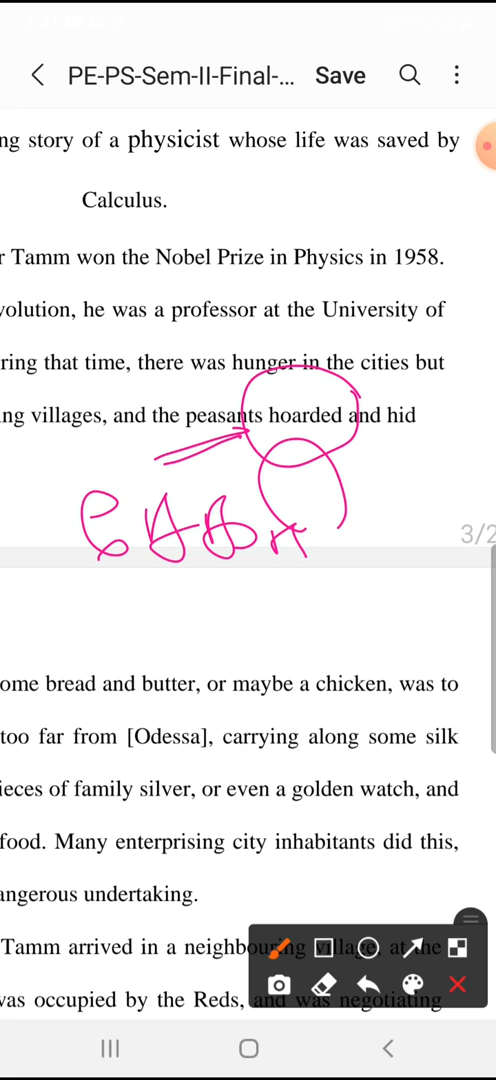 PE-PS-Sem-II-Final-... Save
ng story of a physicist whose life was saved by
Calculus.
r Tamm won the Nobel Prize in Physics in 1958.
volution, he was a professor at the University of
ring that time, there was hunger in the cities but
ng villages, and the peasants hoarded and hid
3/2
ome bread and butter, or maybe a chicken, was to
too far from [Odessa], carrying along some silk
ieces of family silver, or even a golden watch, and
food. Many enterprising city inhabitants did this,
angerous undertaking.
Tamm arrived in a neighbouring village, at the
was occupied by the Reds, and was negotiating